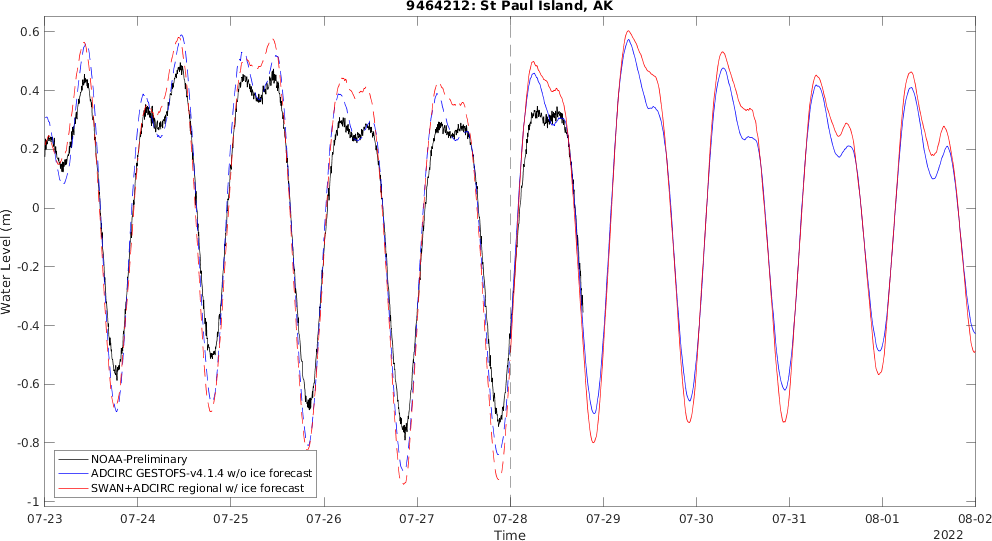 9464212: St Paul Island, AK
Water Level (m)
0.6
0.4
0.2
0
-0.2
-0.4
-0.6
-0.8
-1
NOAA-Preliminary
ADCIRC GESTOFS-v4.1.4 w/o ice forecast
SWAN+ADCIRC regional w/ ice forecast
07-23 07-24 07-25 07-26 07-27 07-28 07-29 07-30 07-31 08-01 08-02
Time
2022